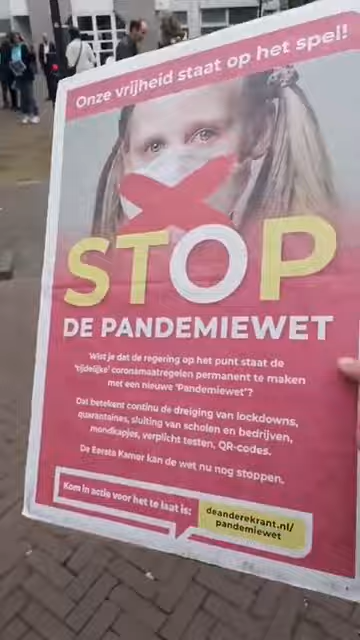 Onze vrijheid staat op het spel!
STOP
DE PANDEMIEWET
Wist je dat de regering op het punt staat de
'tijdelijke' coronamaatregelen permanent te maken
met een nieuwe 'Pandemiewet'?
Dat betekent continu de dreiging van lockdowns,
quarantaines, sluiting van scholen en bedrijven,
mondkapjes, verplicht testen, QR-codes.
De Eerste Kamer kan de wet nu nog stoppen.
Kom in actie voor het te laat is:
deanderekrant.nl/
pandemiewet